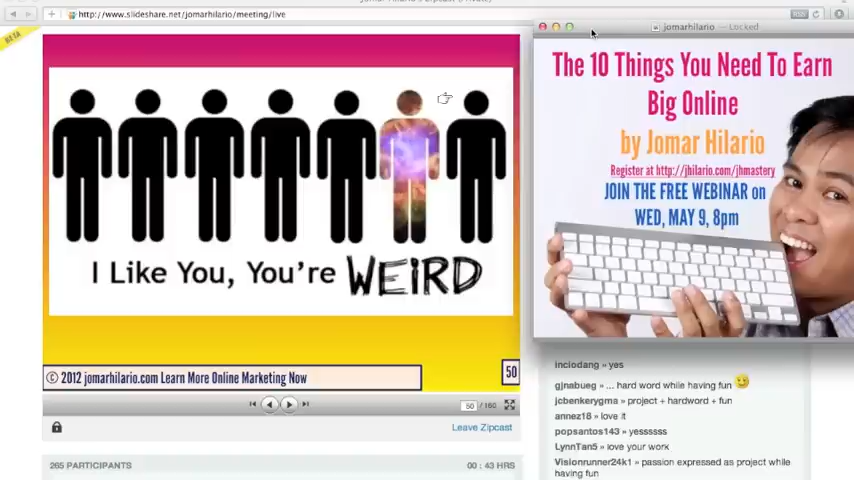 http://www.slideshare.net/jomarhilario/meeting/live
jomarhilario — Locked
The 10 Things You Need To Earn
Big Online
by Jomar Hilario
Register at http://jhilario.com/jhmastery
JOIN THE FREE WEBINAR on
WED, MAY 9, 8pm
I Like You, You're WEiRD
© 2012 jomarhilario.com Learn More Online Marketing Now
50
50 / 160
Leave Zipcast
265 PARTICIPANTS
00 : 43 HRS
inciodang » yes
gjnabueg » ... hard word while having fun
jcbenkerygma » project + hardword + fun
annez18 » love it
popsantos143 » yessssss
LynnTan5 » love your work
Visionrunner24k1 » passion expressed as project while
having fun